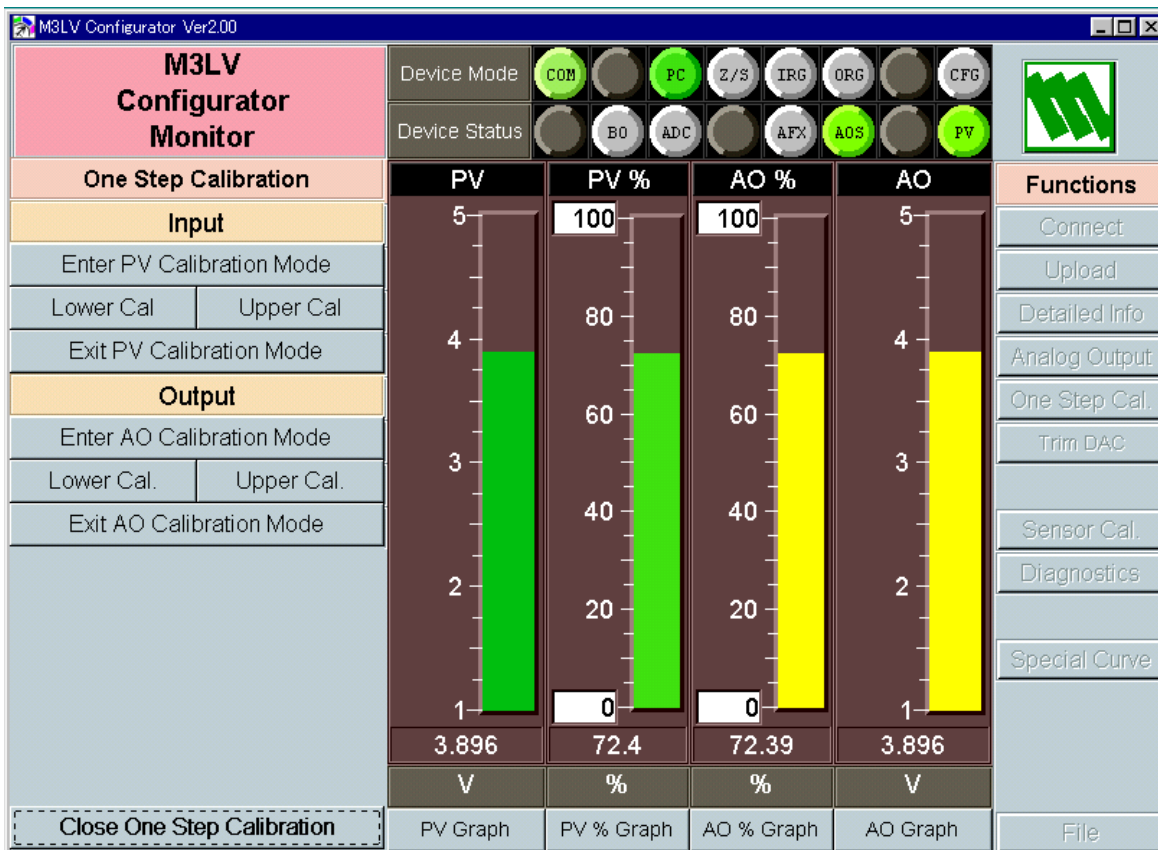 M3LV Configurator Ver2.00
M3LV
Configurator
Monitor
Device Mode
COM PC Z/S IRG ORG CFG
Device Status
BO ADC AFX AOS PV
One Step Calibration
Input
Enter PV Calibration Mode
Lower Cal Upper Cal
Exit PV Calibration Mode
Output
Enter AO Calibration Mode
Lower Cal. Upper Cal.
Exit AO Calibration Mode
Close One Step Calibration
PV
5
4
3
2
1
3.896
V
PV Graph
PV %
100
80
60
40
20
0
72.4
%
PV % Graph
AO %
100
80
60
40
20
0
72.39
%
AO % Graph
AO
5
4
3
2
1
3.896
V
AO Graph
Functions
Connect
Upload
Detailed Info
Analog Output
One Step Cal.
Trim DAC
Sensor Cal.
Diagnostics
Special Curve
File